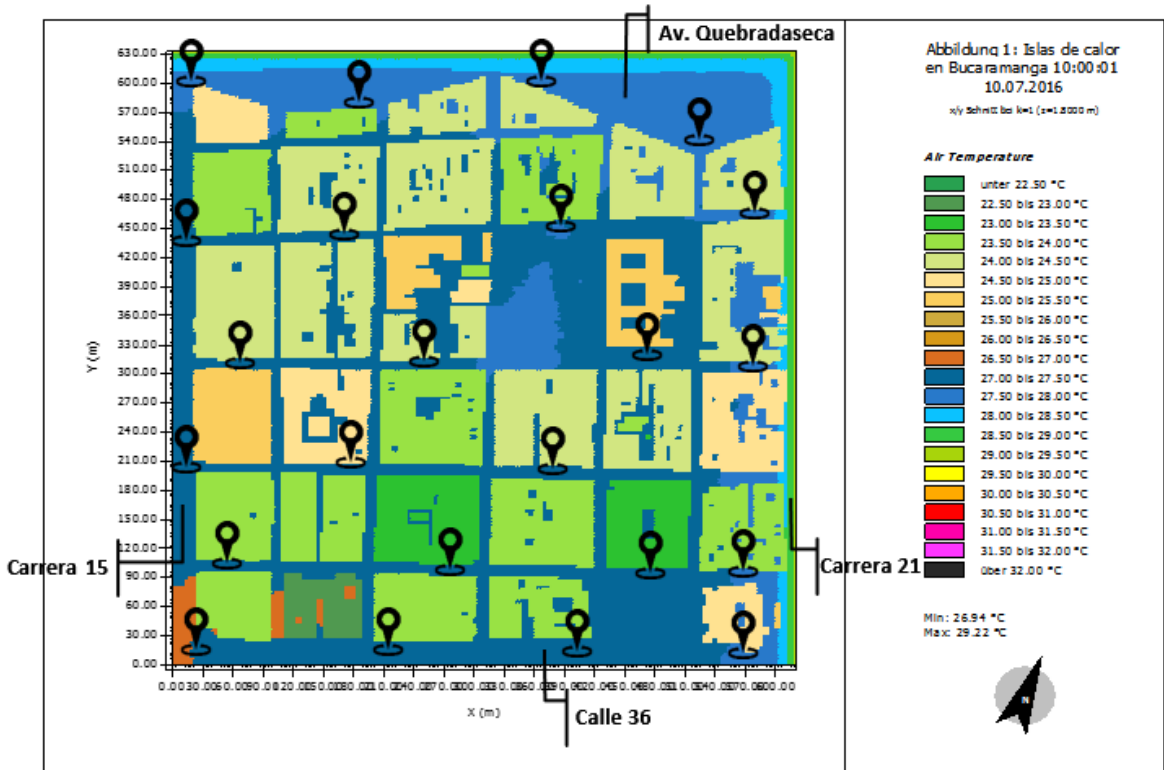 Av. Quebradaseca
630.00
600.00
570.00
540.00
510.00
480.00
450.00
420.00
390.00
360.00
330.00
300.00
270.00
240.00
210.00
180.00
150.00
120.00
90.00
60.00
30.00
0.00
Y (m)
X (m)
Carrera 15
Carrera 21
Calle 36
Abbildung 1: Islas de calor
en Bucaramanga 10:00:01
10.07.2016
x/y Schnitt bei k=1 (z=1.8000 m)
Air Temperature
unter 22.50 °C
22.50 bis 23.00 °C
23.00 bis 23.50 °C
23.50 bis 24.00 °C
24.00 bis 24.50 °C
24.50 bis 25.00 °C
25.00 bis 25.50 °C
25.50 bis 26.00 °C
26.00 bis 26.50 °C
26.50 bis 27.00 °C
27.00 bis 27.50 °C
27.50 bis 28.00 °C
28.00 bis 28.50 °C
28.50 bis 29.00 °C
29.00 bis 29.50 °C
29.50 bis 30.00 °C
30.00 bis 30.50 °C
30.50 bis 31.00 °C
31.00 bis 31.50 °C
31.50 bis 32.00 °C
über 32.00 °C
Min: 26.94 °C
Max: 29.22 °C
N